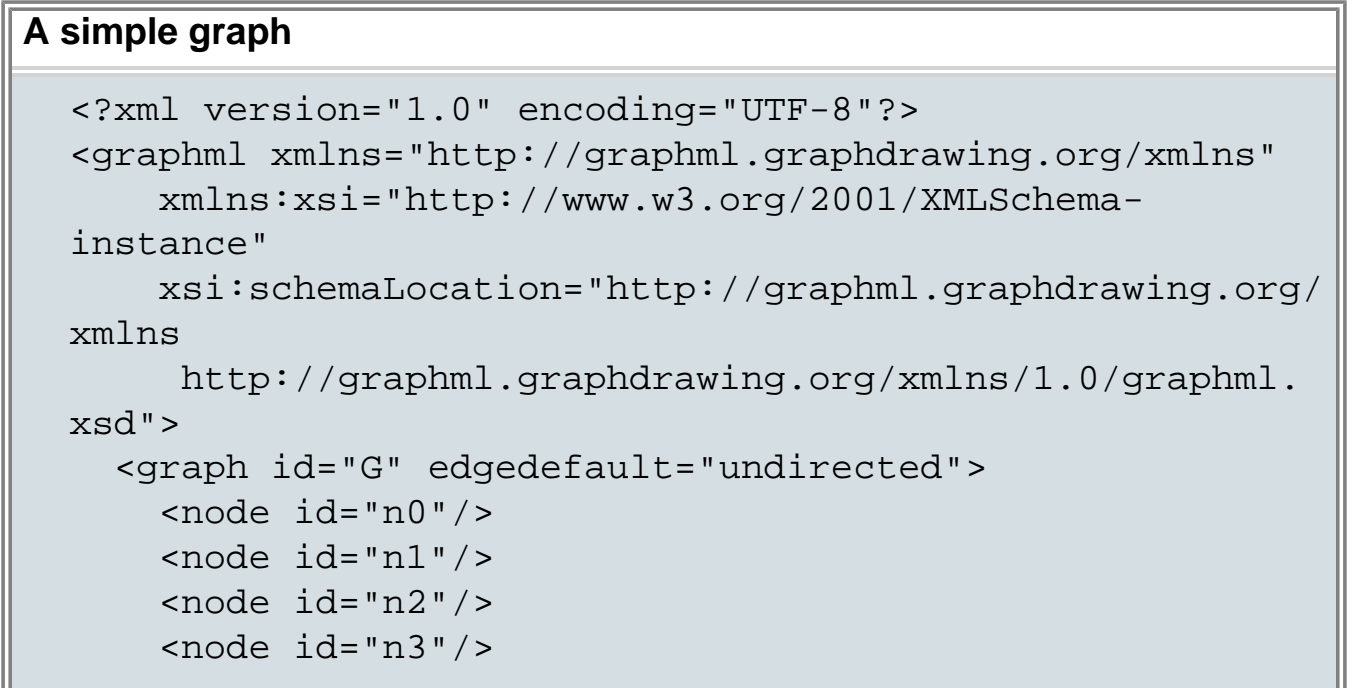 A simple graph
<?xml version="1.0" encoding="UTF-8"?>
<graphml xmlns="http://graphml.graphdrawing.org/xmlns"
    xmlns:xsi="http://www.w3.org/2001/XMLSchema-
instance"
    xsi:schemaLocation="http://graphml.graphdrawing.org/
xmlns
     http://graphml.graphdrawing.org/xmlns/1.0/graphml.
xsd">
  <graph id="G" edgedefault="undirected">
    <node id="n0"/>
    <node id="n1"/>
    <node id="n2"/>
    <node id="n3"/>